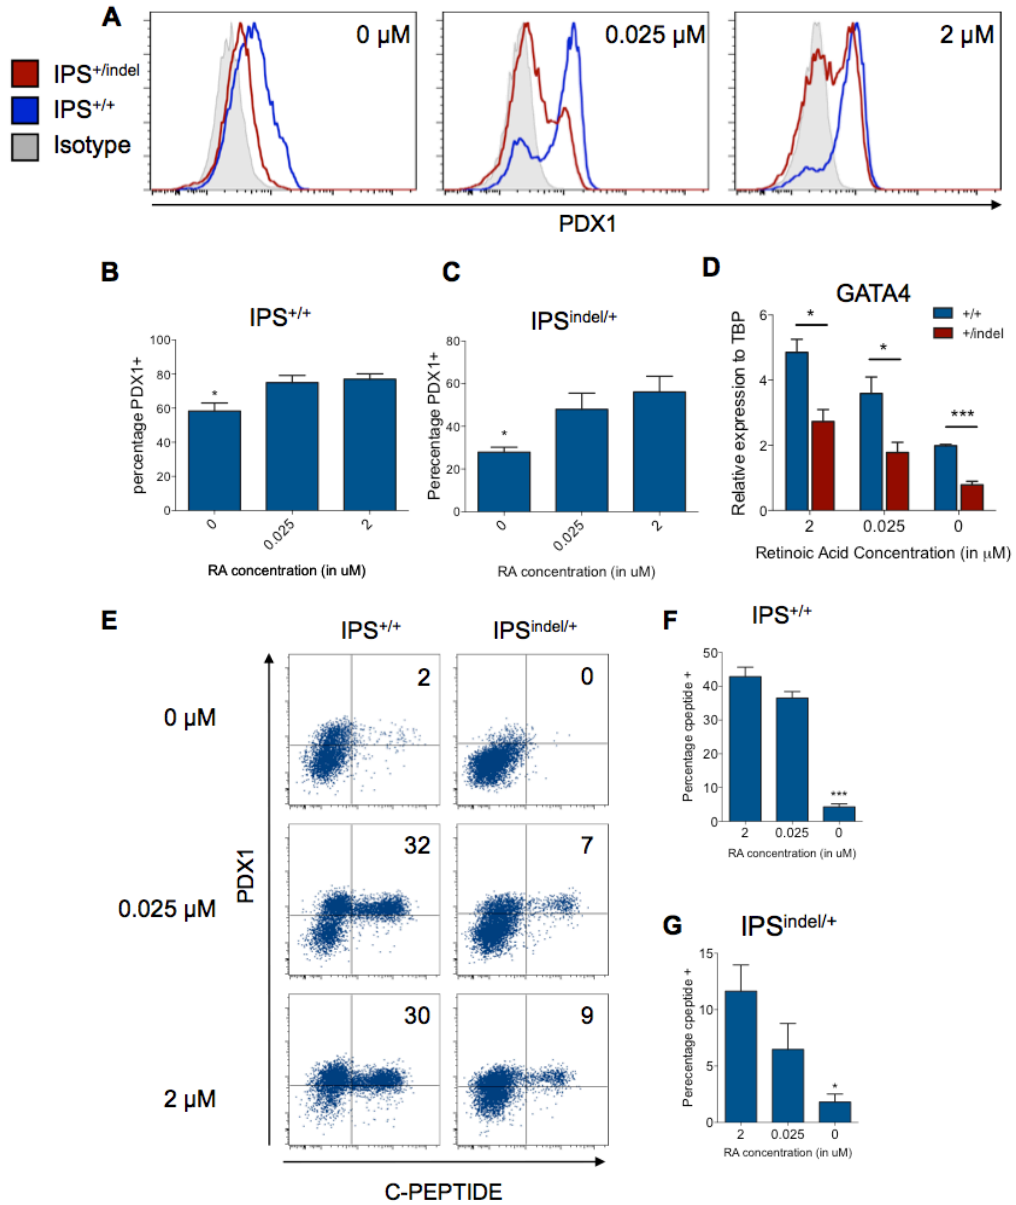 A
0 µM
0.025 µM
2 µM
IPS+/indel
IPS+/+
Isotype
PDX1
B
IPS+/+
percentage PDX1+
100
80
60
40
20
0
*
0
0.025
2
RA concentration (in uM)
C
IPSindel/+
Perecentage PDX1+
80
60
40
20
0
*
0
0.025
2
RA concentration (in uM)
D
GATA4
+/+
+/indel
Relative expression to TBP
6
4
2
0
*
*
***
2
0.025
0
Retinoic Acid Concentration (in µM)
E
IPS+/+
IPSindel/+
0 µM
2
0
0.025 µM
32
7
2 µM
30
9
PDX1
C-PEPTIDE
F
IPS+/+
Percentage cpeptide +
50
40
30
20
10
0
***
2
0.025
0
RA concentration (in uM)
G
IPSindel/+
Perecentage cpeptide +
15
10
5
0
*
2
0.025
0
RA concentration (in uM)